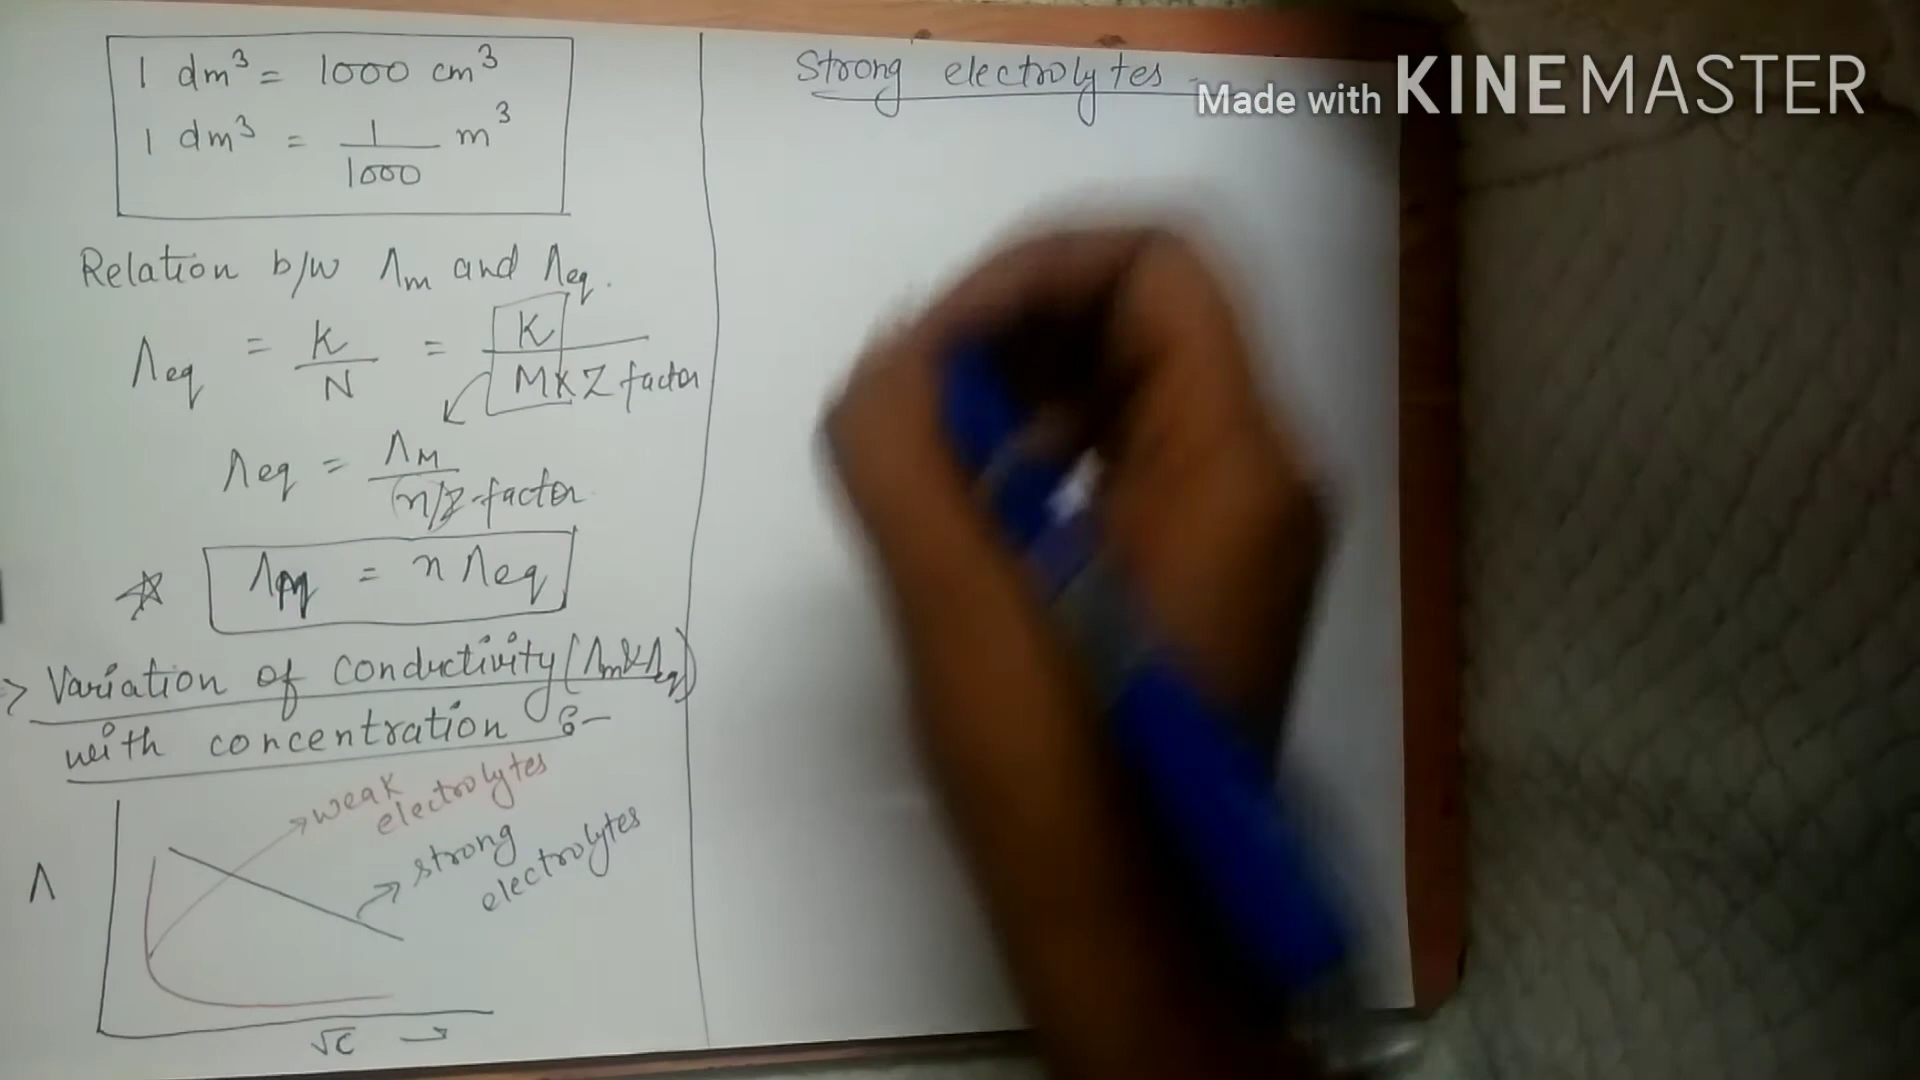 1 dm³ = 1000 cm³
1 dm³ = 1/1000 m³
Relation b/w Λm and Λeq.
Λeq = K/N = K/(M×Z factor
Λeq = ΛM/(n/z-factor
Λm = n Λeq
=> Variation of conductivity (Λm & Λeq)
with concentration :-
weak
electrolytes
strong
electrolytes
Λ
√C →
Strong electrolytes -
Made with KINEMASTER